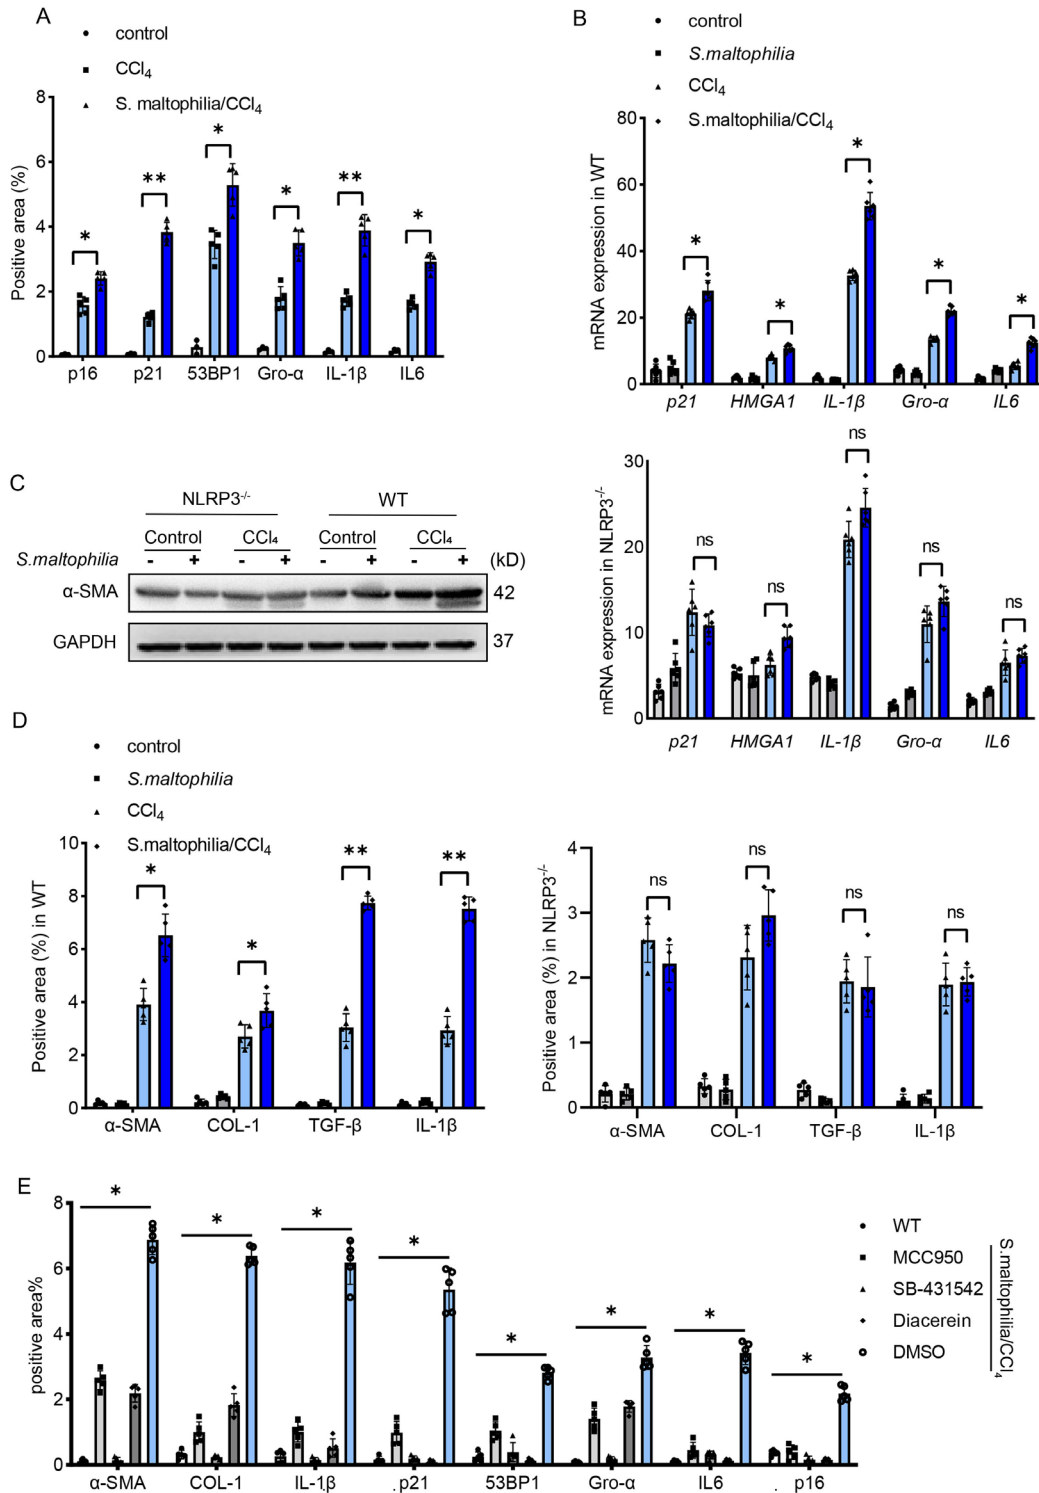 A
control
CCl₄
S. maltophilia/CCl₄
Positive area (%)
8
6
4
2
0
*
**
*
*
**
*
p16 p21 53BP1 Gro-α IL-1β IL6
B
control
S.maltophilia
CCl₄
S.maltophilia/CCl₄
mRNA expression in WT
80
60
40
20
0
*
*
*
*
*
p21 HMGA1 IL-1β Gro-α IL6
mRNA expression in NLRP3-/-
30
20
10
0
ns
ns
ns
ns
ns
p21 HMGA1 IL-1β Gro-α IL6
C
NLRP3-/- WT
Control CCl₄ Control CCl₄
S.maltophilia - + - + - + - + (kD)
α-SMA 42
GAPDH 37
D
control
S.maltophilia
CCl₄
S.maltophilia/CCl₄
Positive area (%) in WT
10
8
6
4
2
0
*
*
**
**
α-SMA COL-1 TGF-β IL-1β
Positive area (%) in NLRP3-/-
4
3
2
1
0
ns
ns
ns
ns
α-SMA COL-1 TGF-β IL-1β
E
positive area%
8
6
4
2
0
*
*
*
*
*
*
*
*
α-SMA COL-1 IL-1β p21 53BP1 Gro-α IL6 p16
WT
MCC950
SB-431542
Diacerein
DMSO
S.maltophilia/CCl₄